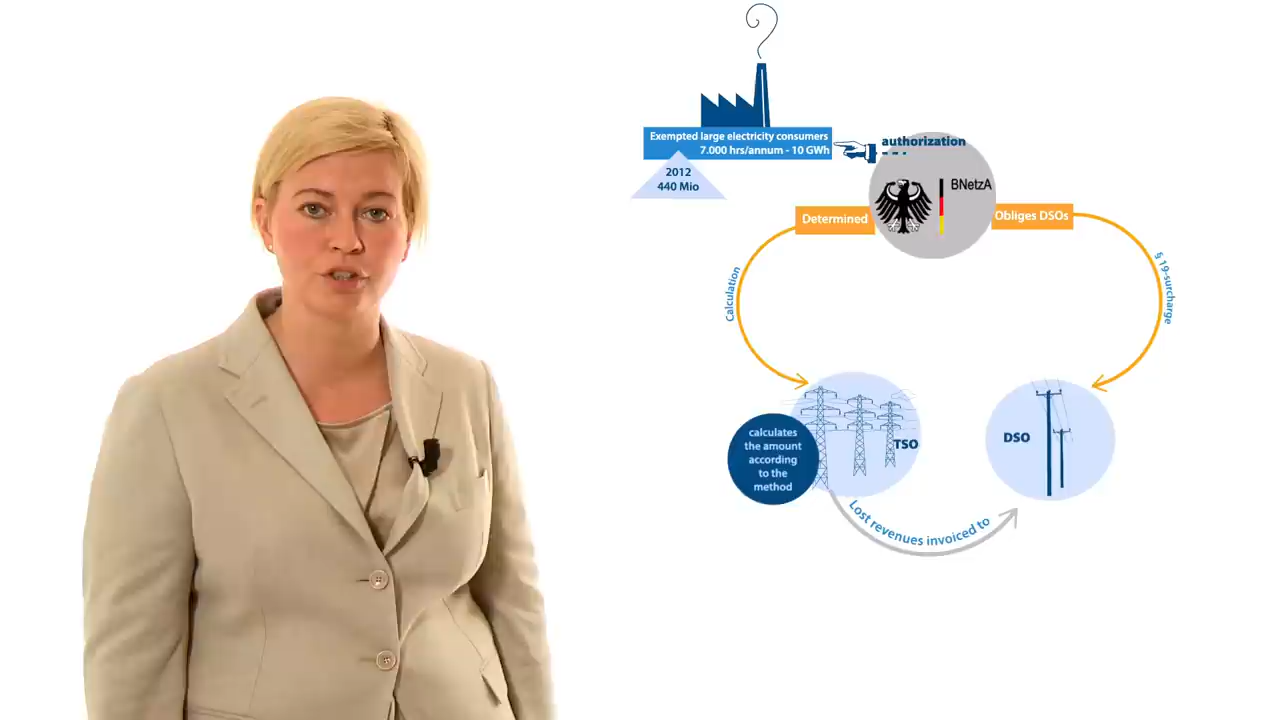 Exempted large electricity consumers
7.000 hrs/annum - 10 GWh
2012
440 Mio
authorization
BNetzA
Determined
Obliges DSOs
Calculation
§ 19-surcharge
calculates
the amount
according
to the
method
TSO
DSO
Lost revenues invoiced to